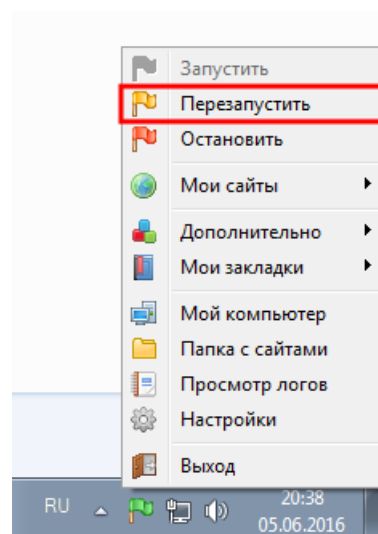 Запустить
Перезапустить
Остановить
Мои сайты
Дополнительно
Мои закладки
Мой компьютер
Папка с сайтами
Просмотр логов
Настройки
Выход
RU
20:38
05.06.2016